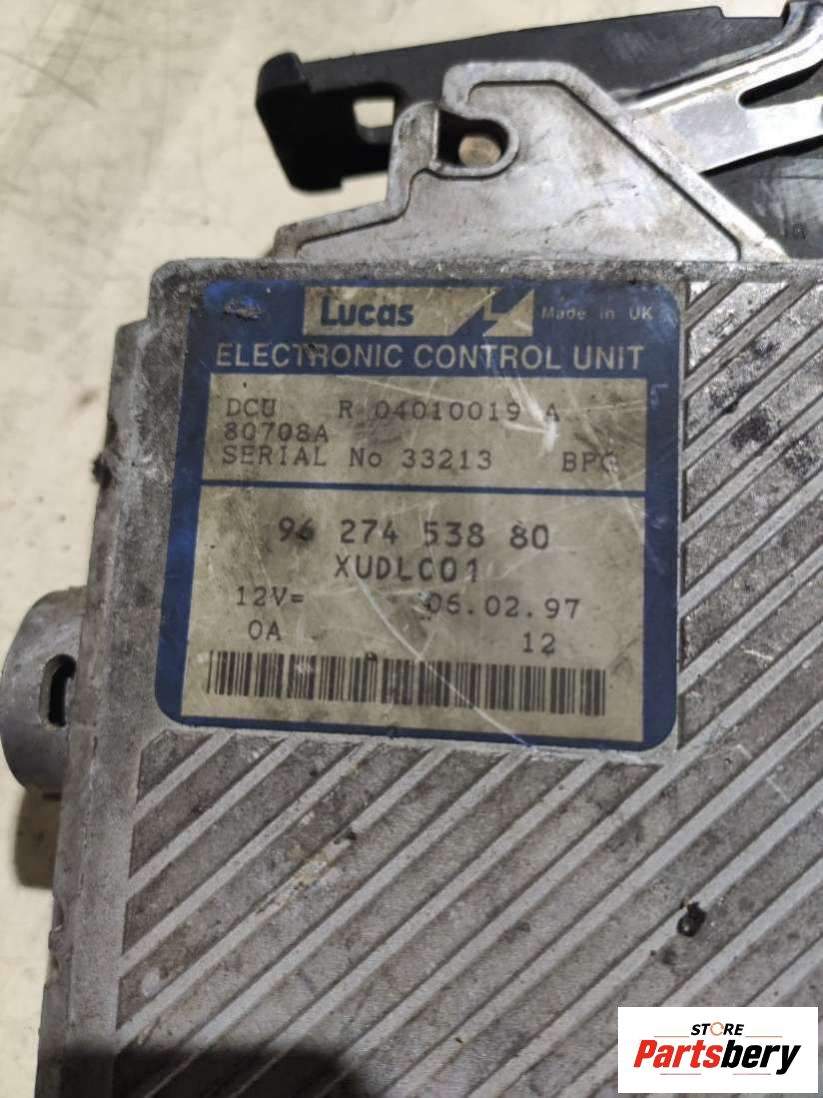 Lucas Made in UK
ELECTRONIC CONTROL UNIT
DCU R 04010019 A
80708A
SERIAL No 33213 BPG
96 274 538 80
XUDLC01
12V= 06.02.97
0A 12
STORE
Partsbery